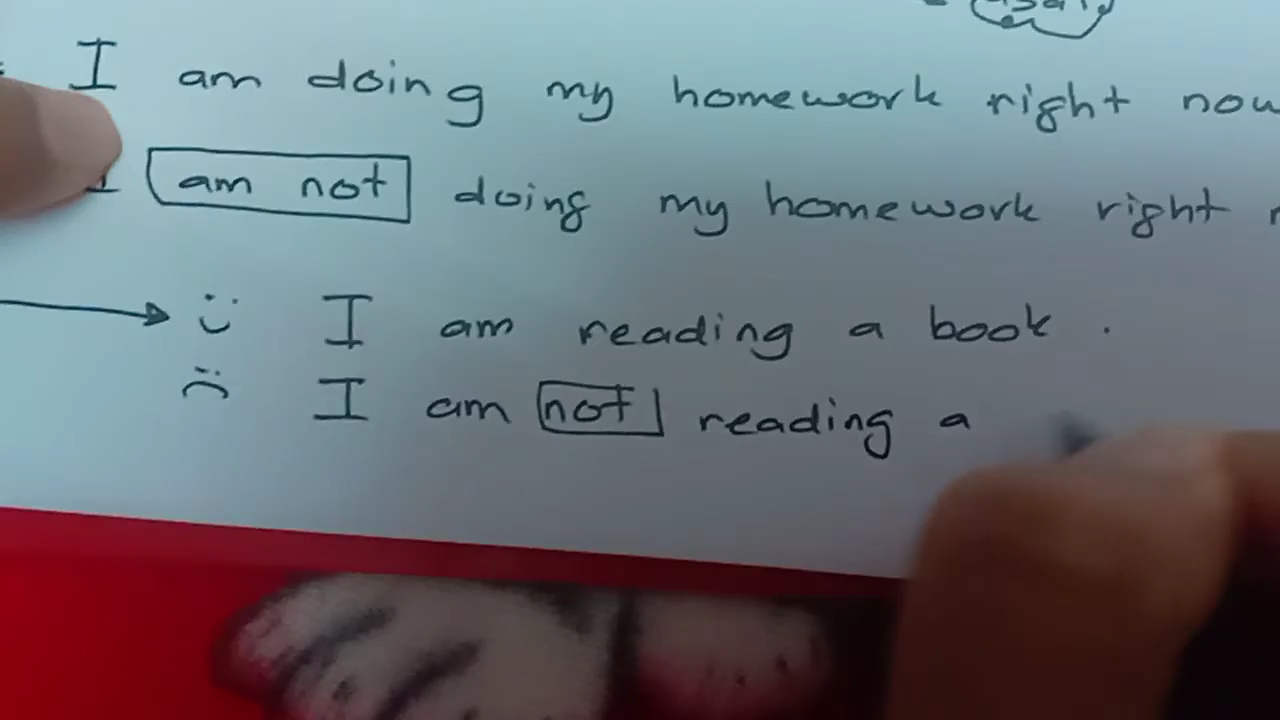 I am doing my homework right now
I am not doing my homework right
I am reading a book .
I am not reading a